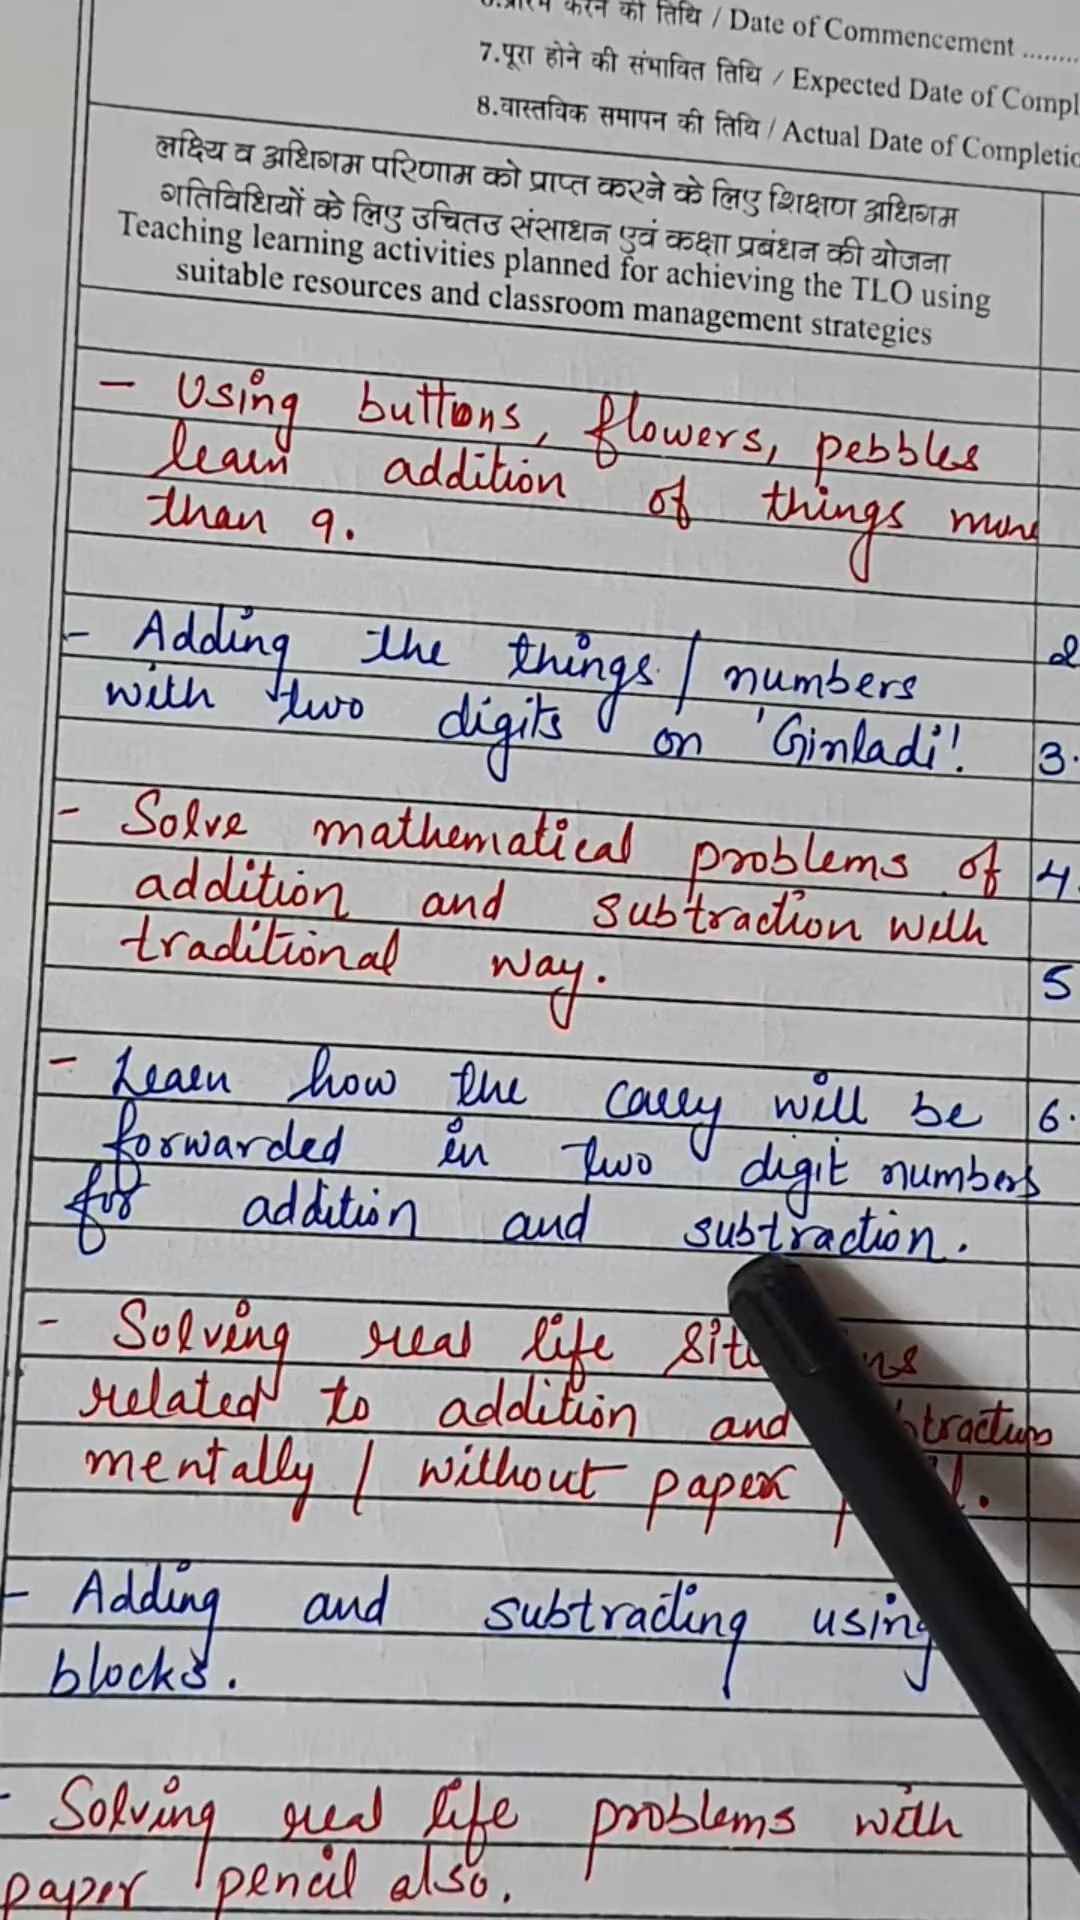 6.प्रारंभ करने की तिथि / Date of Commencement ........
7.पूरा होने की संभावित तिथि / Expected Date of Compl
8.वास्तविक समापन की तिथि / Actual Date of Completio
लक्ष्यि व अधिगम परिणाम को प्राप्त करने के लिए शिक्षण अधिगम
गतिविधियों के लिए उचितउ संसाधन एवं कक्षा प्रबंधन की योजना
Teaching learning activities planned for achieving the TLO using
suitable resources and classroom management strategies
- Using buttons, flowers, pebbles
learn addition of things more
than 9.
- Adding the things / numbers
with two digits on 'Ginladi'.
2
3.
- Solve mathematical problems of
addition and subtraction with
traditional way.
4.
5
- Learn how the carry will be
forwarded in two digit numbers
for addition and subtraction.
6.
- Solving real life
related to addition and
mentally / without paper
- Adding and subtracting using
blocks.
- Solving real life problems with
paper pencil also.